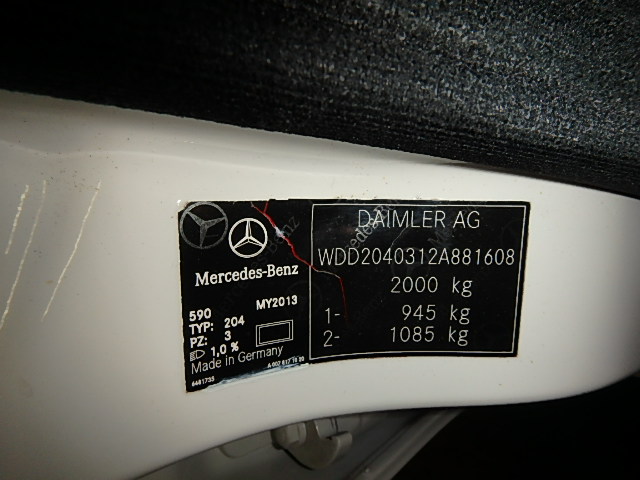 Mercedes-Benz
590 MY2013
TYP: 204
PZ: 3
1,0 %
Made in Germany
6481735
DAIMLER AG
WDD2040312A881608
2000 kg
1- 945 kg
2- 1085 kg